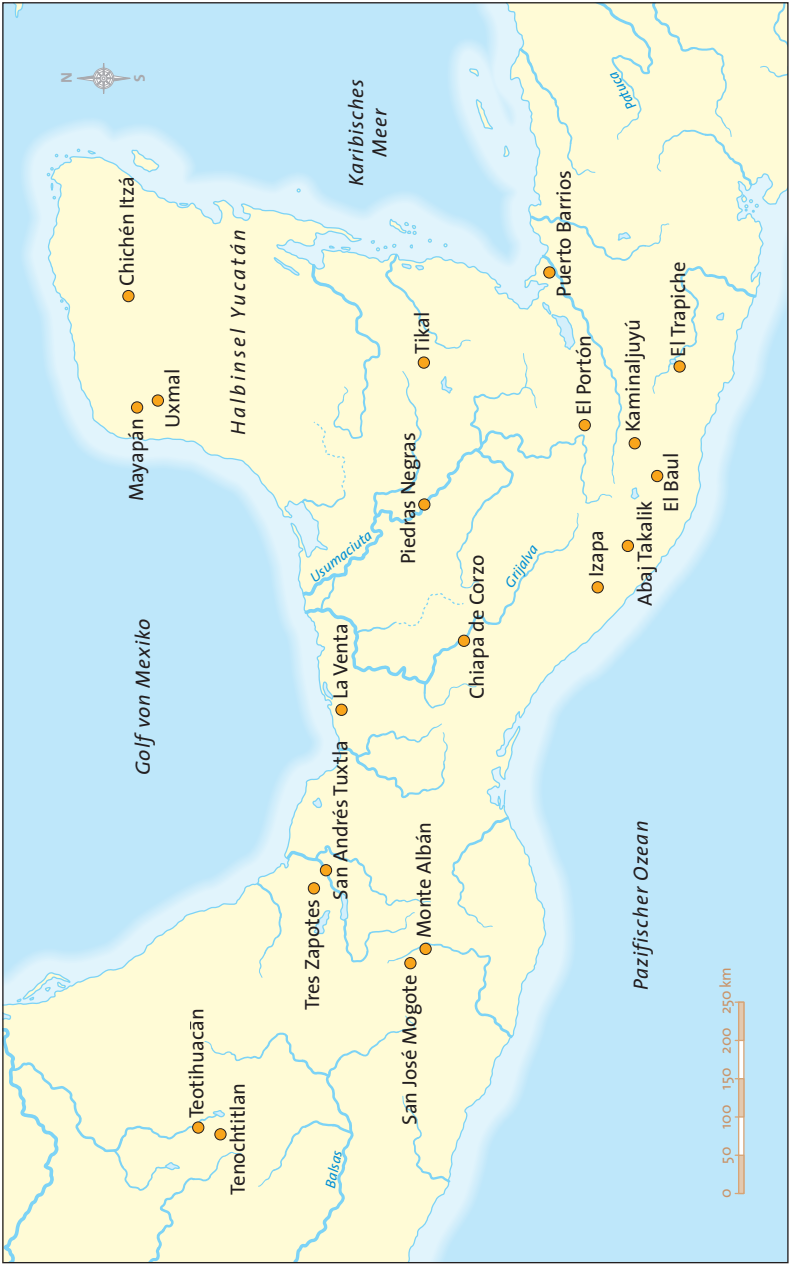 N
S
Golf von Mexiko
Karibisches
Meer
Halbinsel Yucatán
Pazifischer Ozean
Chichén Itzá
Mayapán
Uxmal
Tikal
Piedras Negras
Usumaciuta
La Venta
San Andrés Tuxtla
Tres Zapotes
Teotihuacān
Tenochtitlan
Balsas
San José Mogote
Monte Albán
Chiapa de Corzo
Grijalva
Puerto Barrios
Patuca
El Portón
Izapa
Abaj Takalik
Kaminaljuyú
El Baul
El Trapiche
0 50 100 150 200 250 km